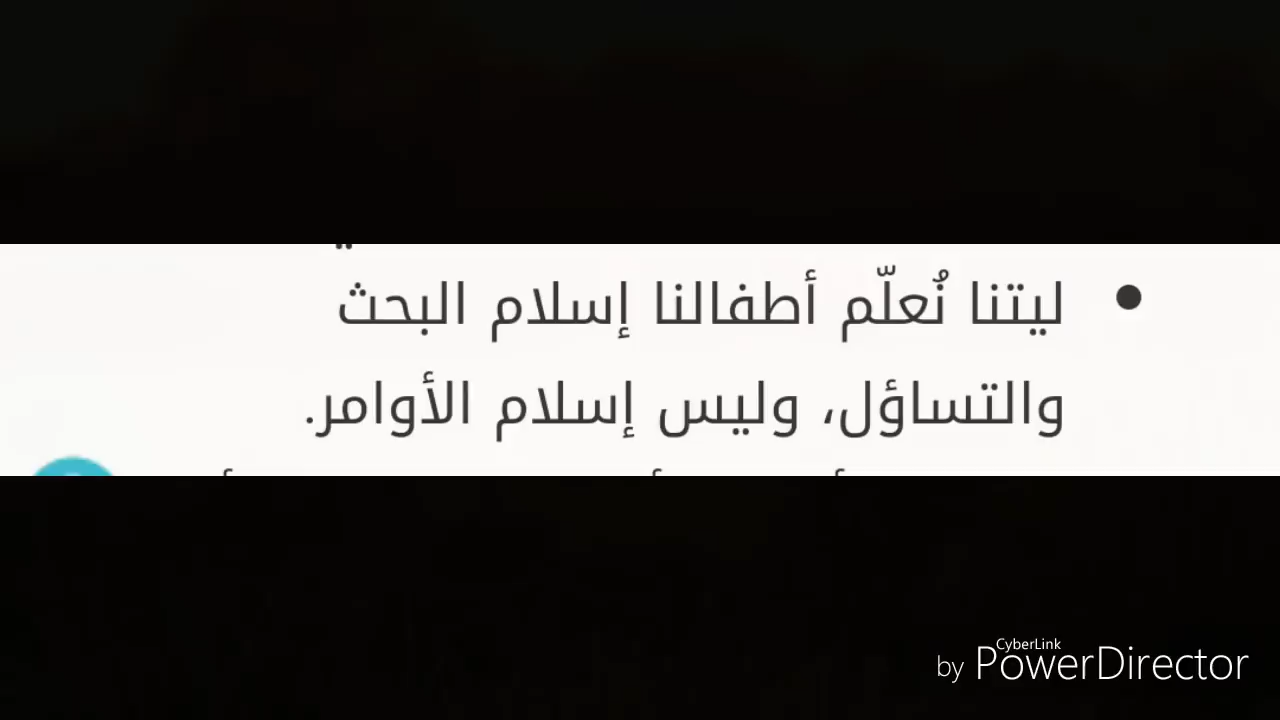 • ليتنا نُعلّم أطفالنا إسلام البحث
والتساؤل، وليس إسلام الأوامر.
CyberLink
by PowerDirector